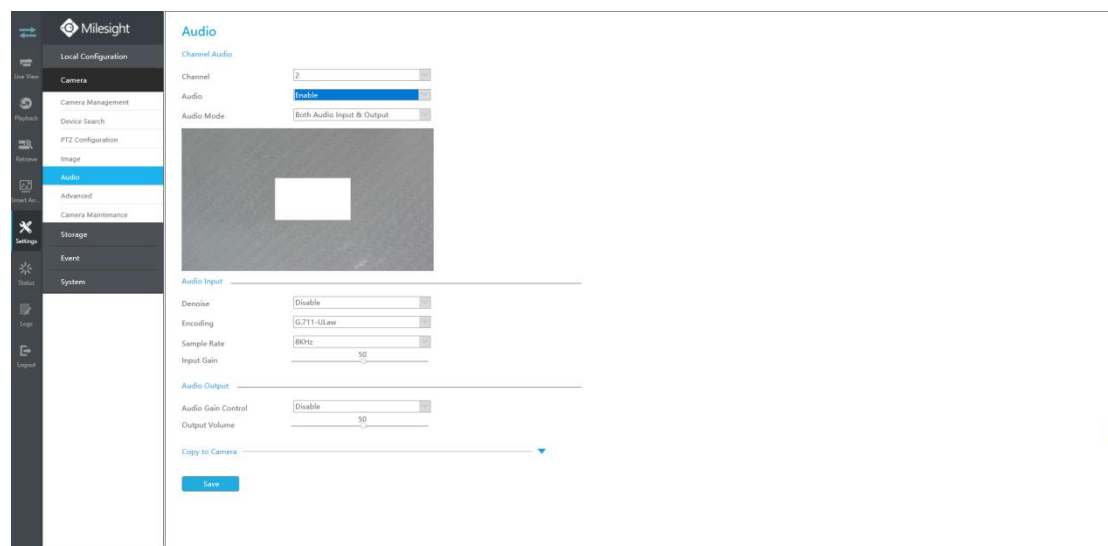 Milesight
Live View
Playback
Retrieve
Smart An...
Settings
Status
Logs
Logout
Local Configuration
Camera
Camera Management
Device Search
PTZ Configuration
Image
Audio
Advanced
Camera Maintenance
Storage
Event
System
Audio
Channel Audio
Channel 2
Audio Enable
Audio Mode Both Audio Input & Output
Audio Input
Denoise Disable
Encoding G.711-ULaw
Sample Rate 8KHz
Input Gain 50
Audio Output
Audio Gain Control Disable
Output Volume 50
Copy to Camera
Save